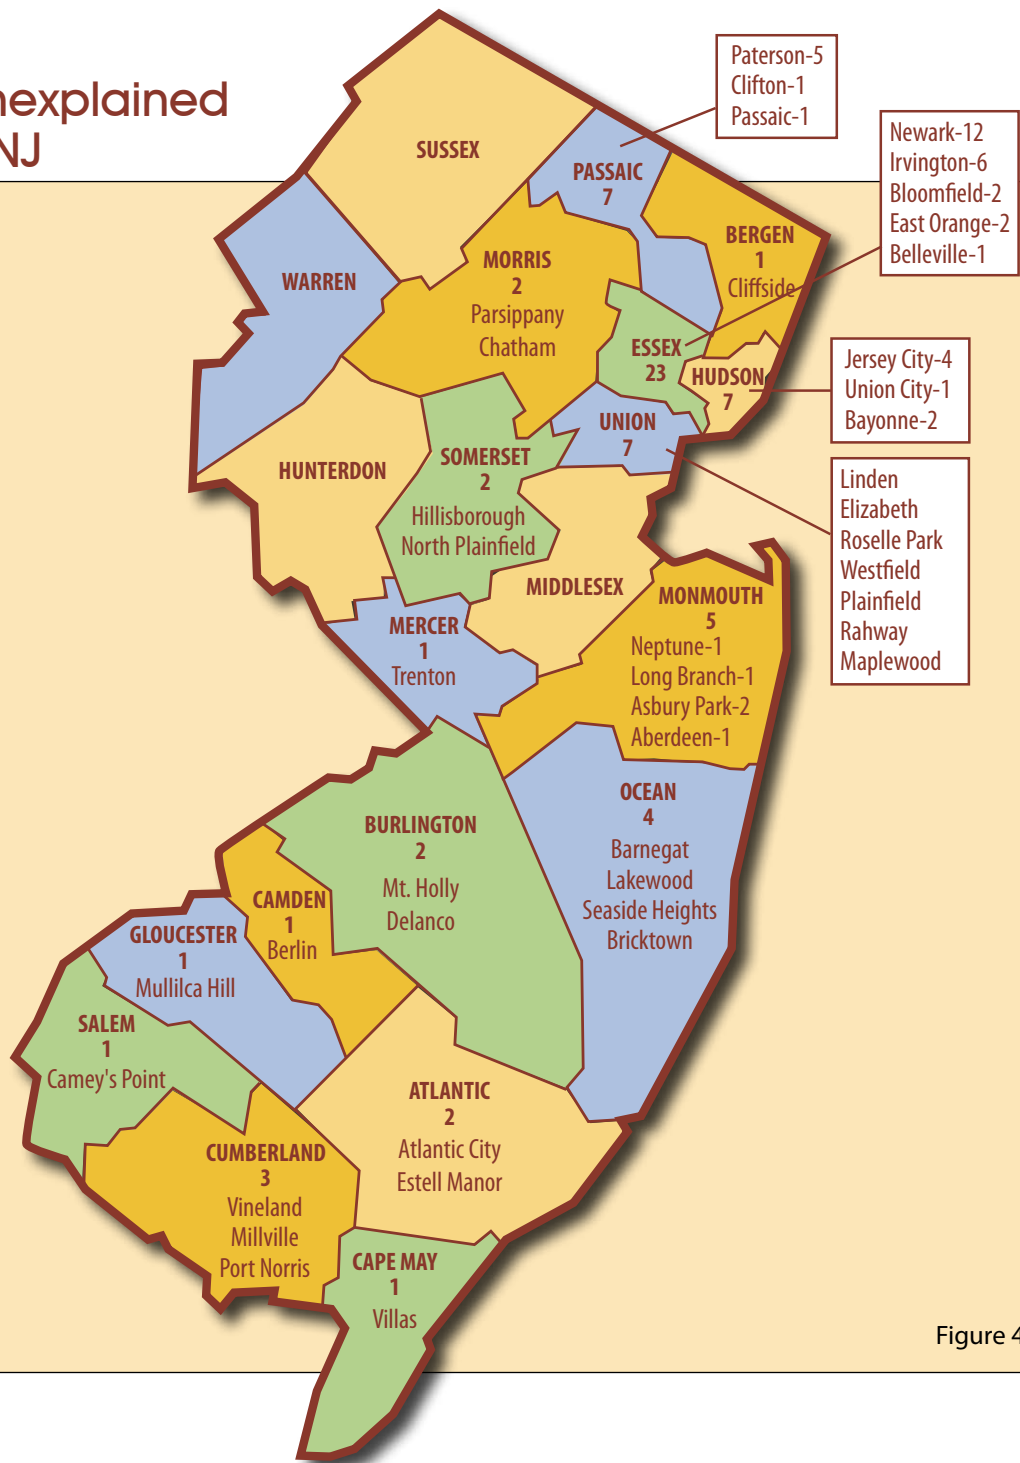 nexplained
NJ
Paterson-5
Clifton-1
Passaic-1
Newark-12
Irvington-6
Bloomfield-2
East Orange-2
Belleville-1
SUSSEX
PASSAIC
7
BERGEN
1
Cliffside
WARREN
MORRIS
2
Parsippany
Chatham
ESSEX
23
HUDSON
7
Jersey City-4
Union City-1
Bayonne-2
UNION
7
Linden
Elizabeth
Roselle Park
Westfield
Plainfield
Rahway
Maplewood
HUNTERDON
SOMERSET
2
Hillisborough
North Plainfield
MIDDLESEX
MONMOUTH
5
Neptune-1
Long Branch-1
Asbury Park-2
Aberdeen-1
MERCER
1
Trenton
OCEAN
4
Barnegat
Lakewood
Seaside Heights
Bricktown
BURLINGTON
2
Mt. Holly
Delanco
CAMDEN
1
Berlin
GLOUCESTER
1
Mullilca Hill
SALEM
1
Camey's Point
ATLANTIC
2
Atlantic City
Estell Manor
CUMBERLAND
3
Vineland
Millville
Port Norris
CAPE MAY
1
Villas
Figure 4